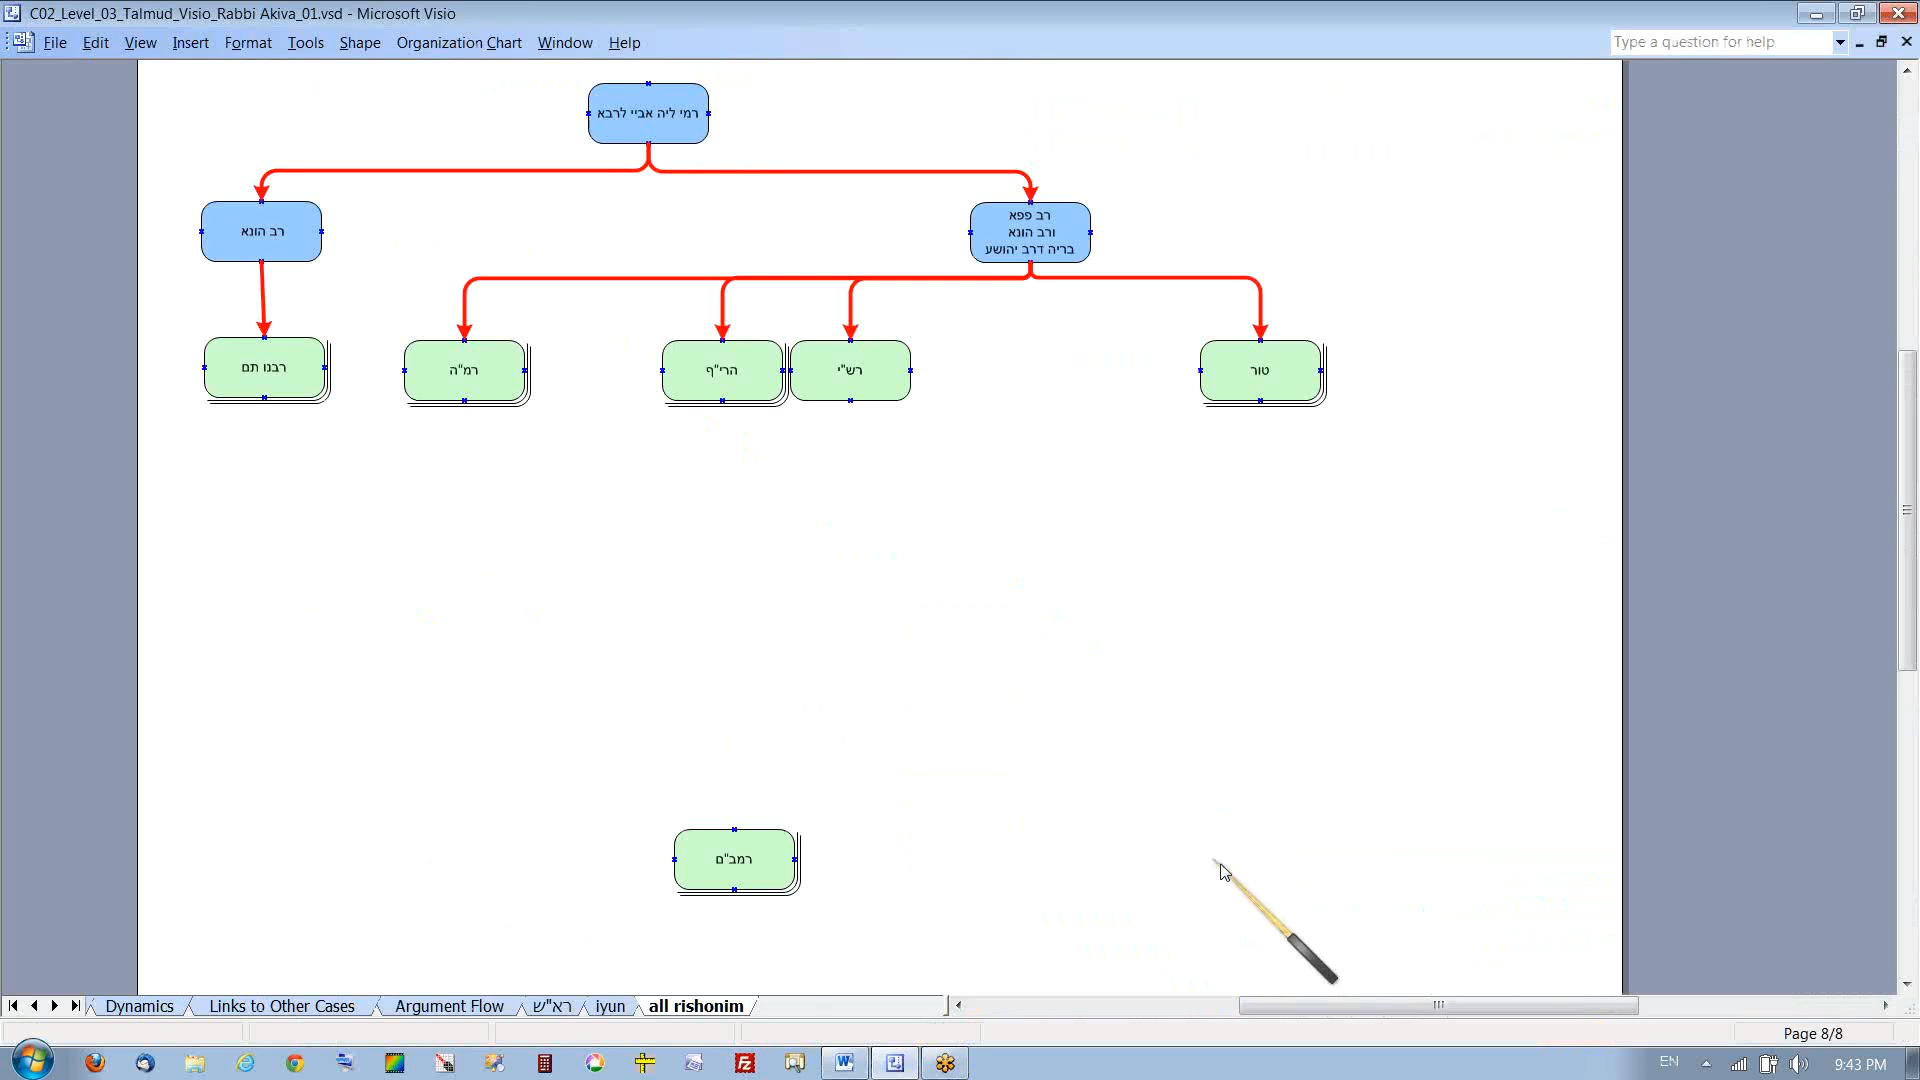 C02_Level_03_Talmud_Visio_Rabbi Akiva_01.vsd - Microsoft Visio
File Edit View Insert Format Tools Shape Organization Chart Window Help
Type a question for help
רמי ליה אביי לרבא
רב הונא
רב פפא
ורב הונא
בריה דרב יהושע
רבנו תם
רמ"ה
הרי"ף
רש"י
טור
רמב"ם
Dynamics Links to Other Cases Argument Flow רא"ש iyun all rishonim
Page 8/8
EN
9:43 PM